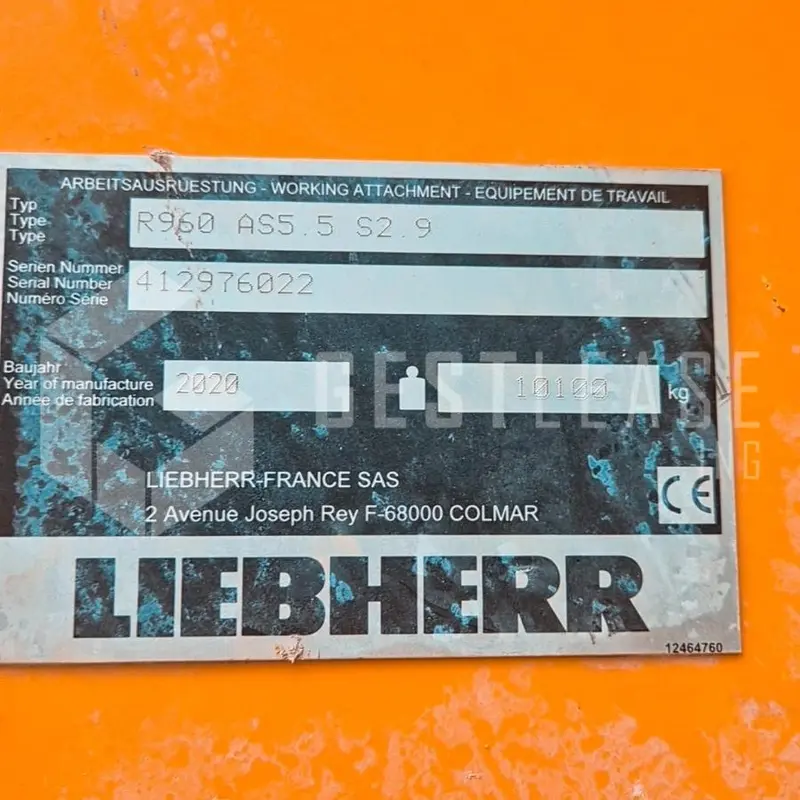 ARBEITSAUSRUESTUNG - WORKING ATTACHMENT - EQUIPEMENT DE TRAVAIL
Typ
Type
Type
R960 AS5.5 S2.9
Serien Nummer
Serial Number
Numéro Série
412976022
Baujahr
Year of manufacture
Année de fabrication
2020
10100
kg
GESTLEASE
LIEBHERR-FRANCE SAS
2 Avenue Joseph Rey F-68000 COLMAR
CE
LIEBHERR
12464760